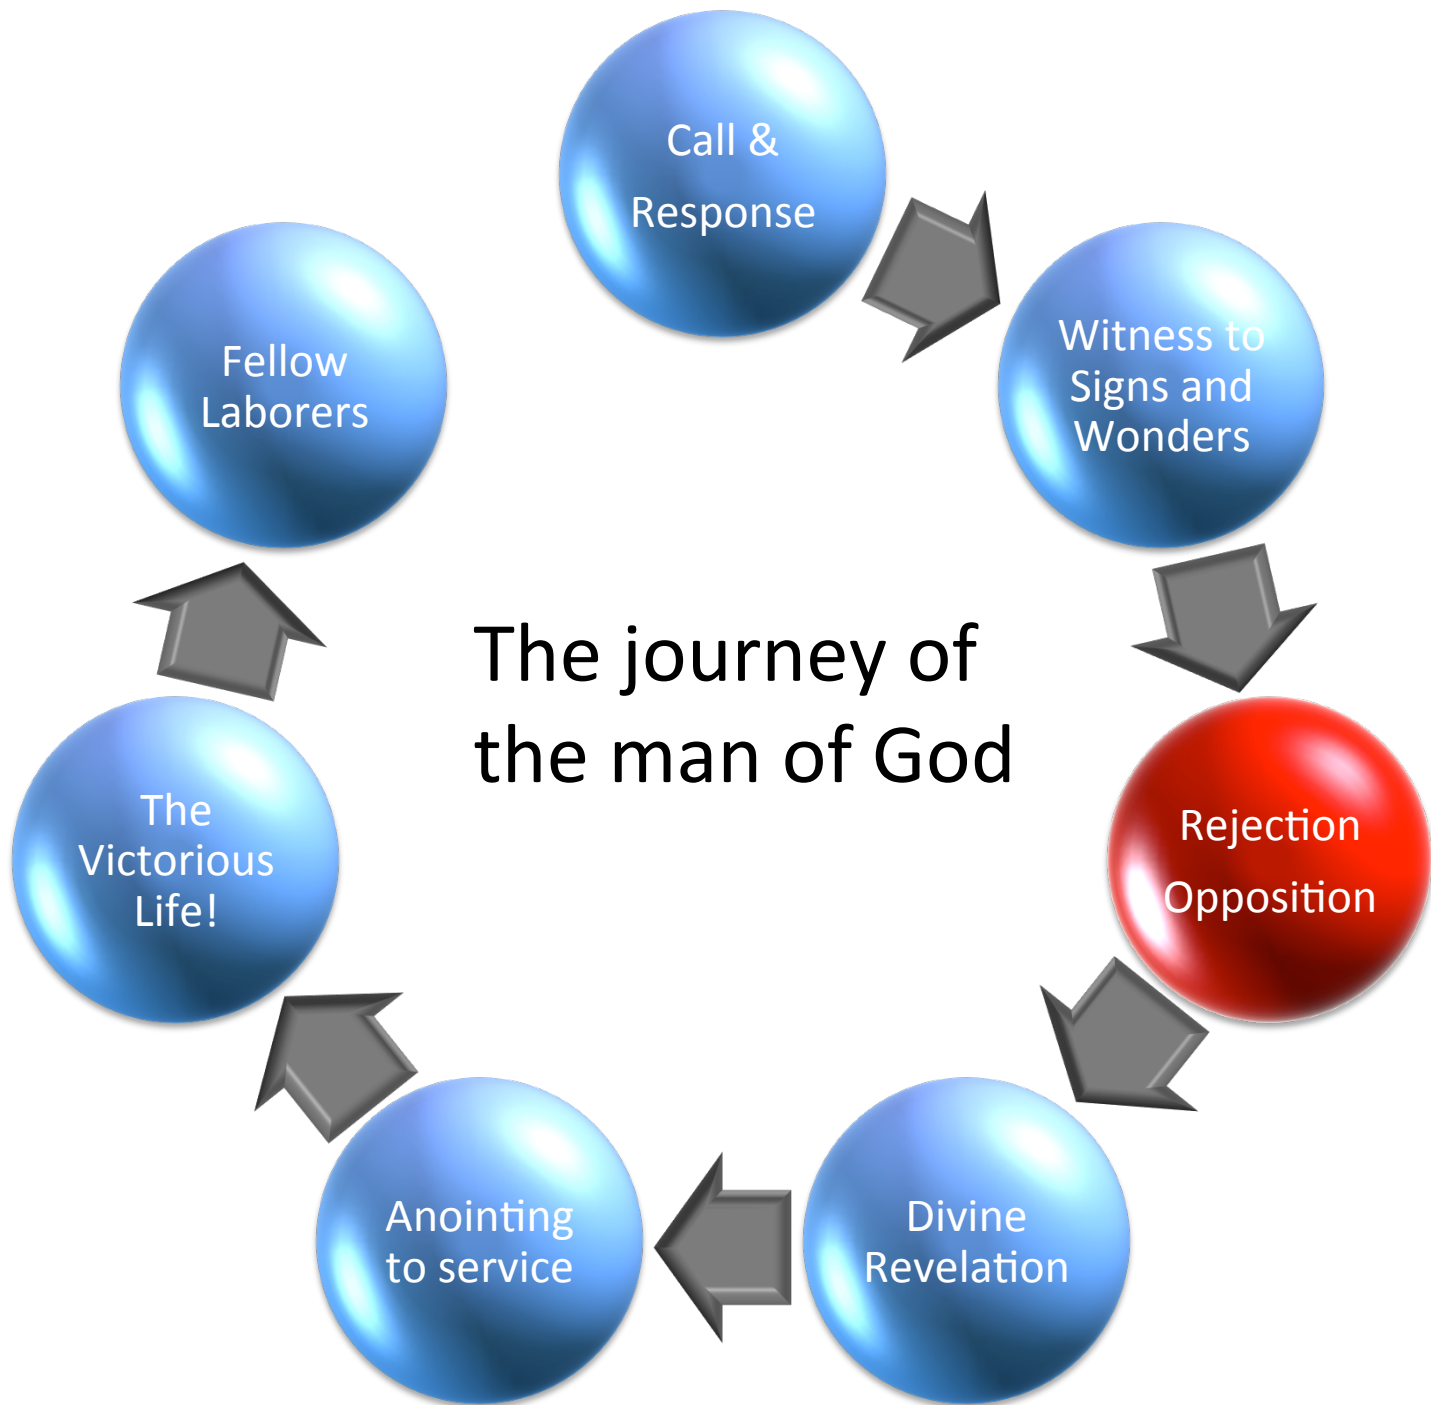 Call &
Response
Witness to
Signs and
Wonders
Rejection
Opposition
Divine
Revelation
Anointing
to service
The
Victorious
Life!
Fellow
Laborers
The journey of
the man of God